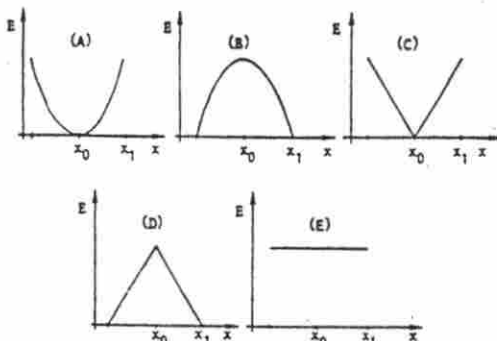 E (A) E (B) E (C)
x₀ x₁ x x₀ x₁ x x₀ x₁ x
E (D) E (E)
x₀ x₁ x x₀ x₁ x